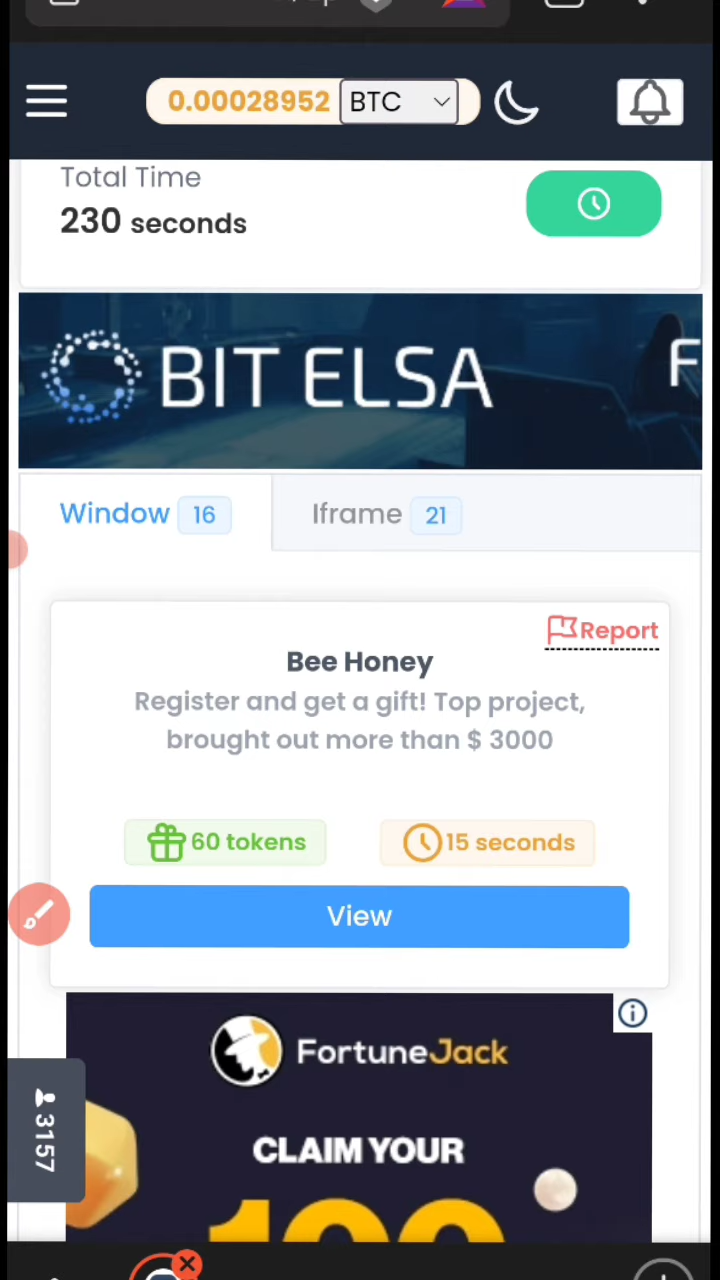 0.00028952 BTC
Total Time
230 seconds
BIT ELSA F
Window 16 Iframe 21
Report
Bee Honey
Register and get a gift! Top project,
brought out more than $ 3000
60 tokens 15 seconds
View
FortuneJack
CLAIM YOUR
3157